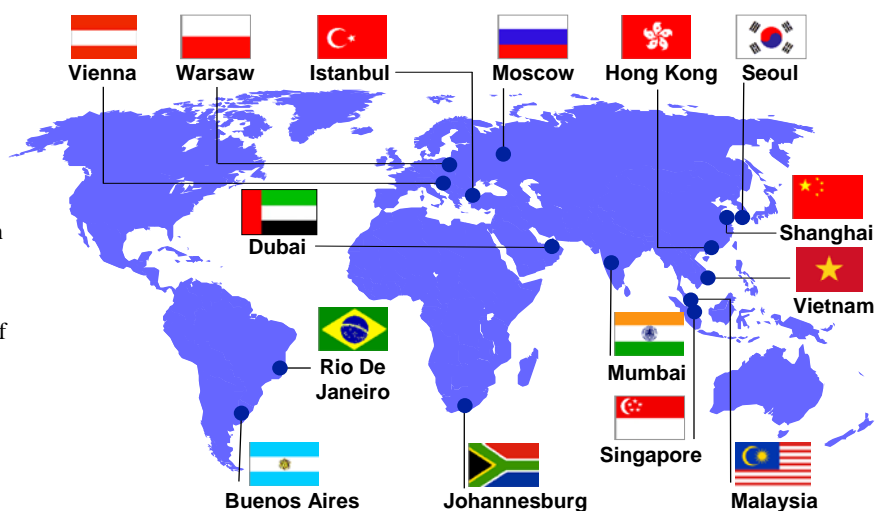 Vienna
Warsaw
Istanbul
Moscow
Hong Kong
Seoul
Shanghai
Dubai
Vietnam
Rio De
Janeiro
Mumbai
Singapore
Buenos Aires
Johannesburg
Malaysia
f